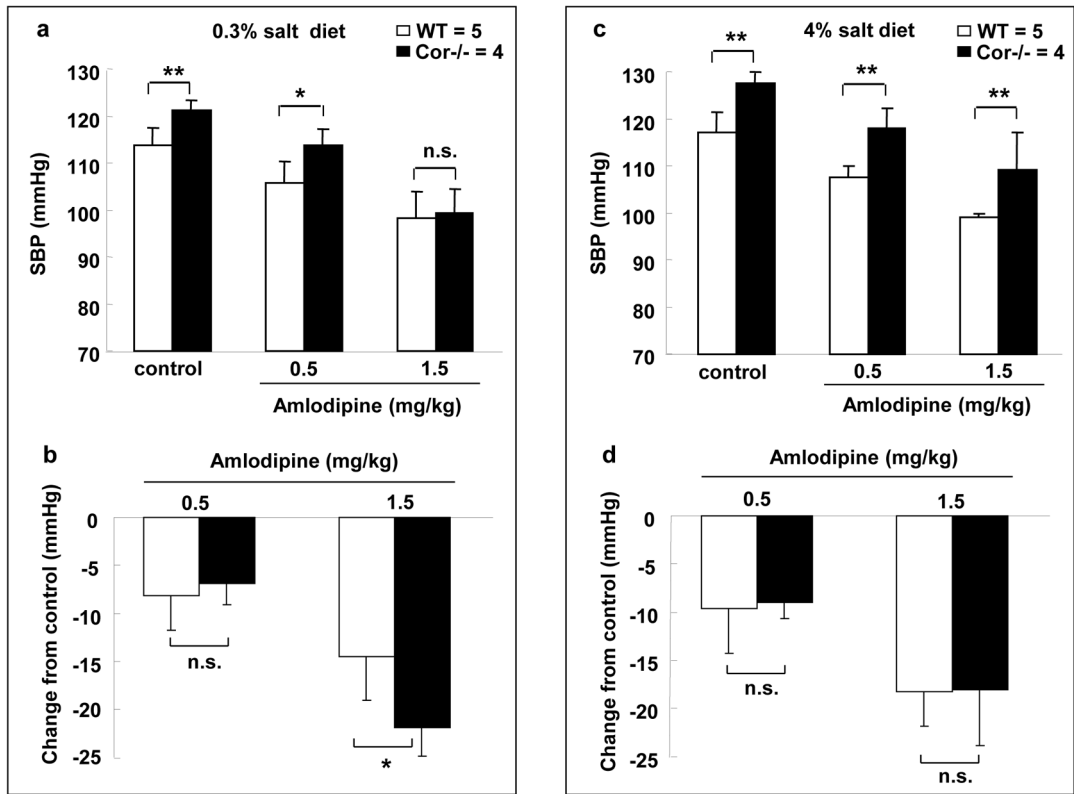 a 0.3% salt diet
WT = 5
Cor-/- = 4
SBP (mmHg)
130
120
110
100
90
80
70
**
*
n.s.
control
0.5
1.5
Amlodipine (mg/kg)
b
Amlodipine (mg/kg)
0.5
1.5
Change from control (mmHg)
0
-5
-10
-15
-20
-25
n.s.
*
c 4% salt diet
WT = 5
Cor-/- = 4
SBP (mmHg)
130
120
110
100
90
80
70
**
**
**
control
0.5
1.5
Amlodipine (mg/kg)
d
Amlodipine (mg/kg)
0.5
1.5
Change from control (mmHg)
0
-5
-10
-15
-20
-25
n.s.
n.s.